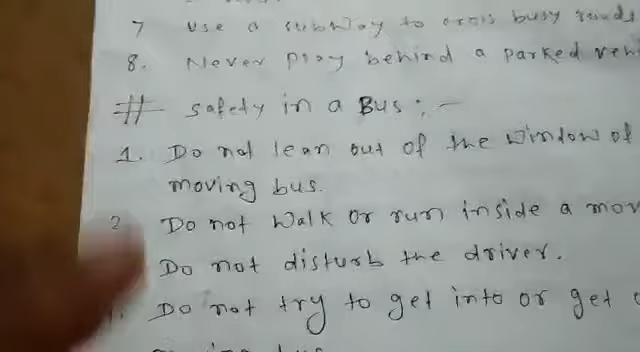 7 Use a subway to cross busy roads
8. Never play behind a parked
# Safety in a Bus: -
1. Do not lean out of the window of
moving bus.
2 Do not walk or run inside a
Do not disturb the driver.
Do not try to get into or get
bus